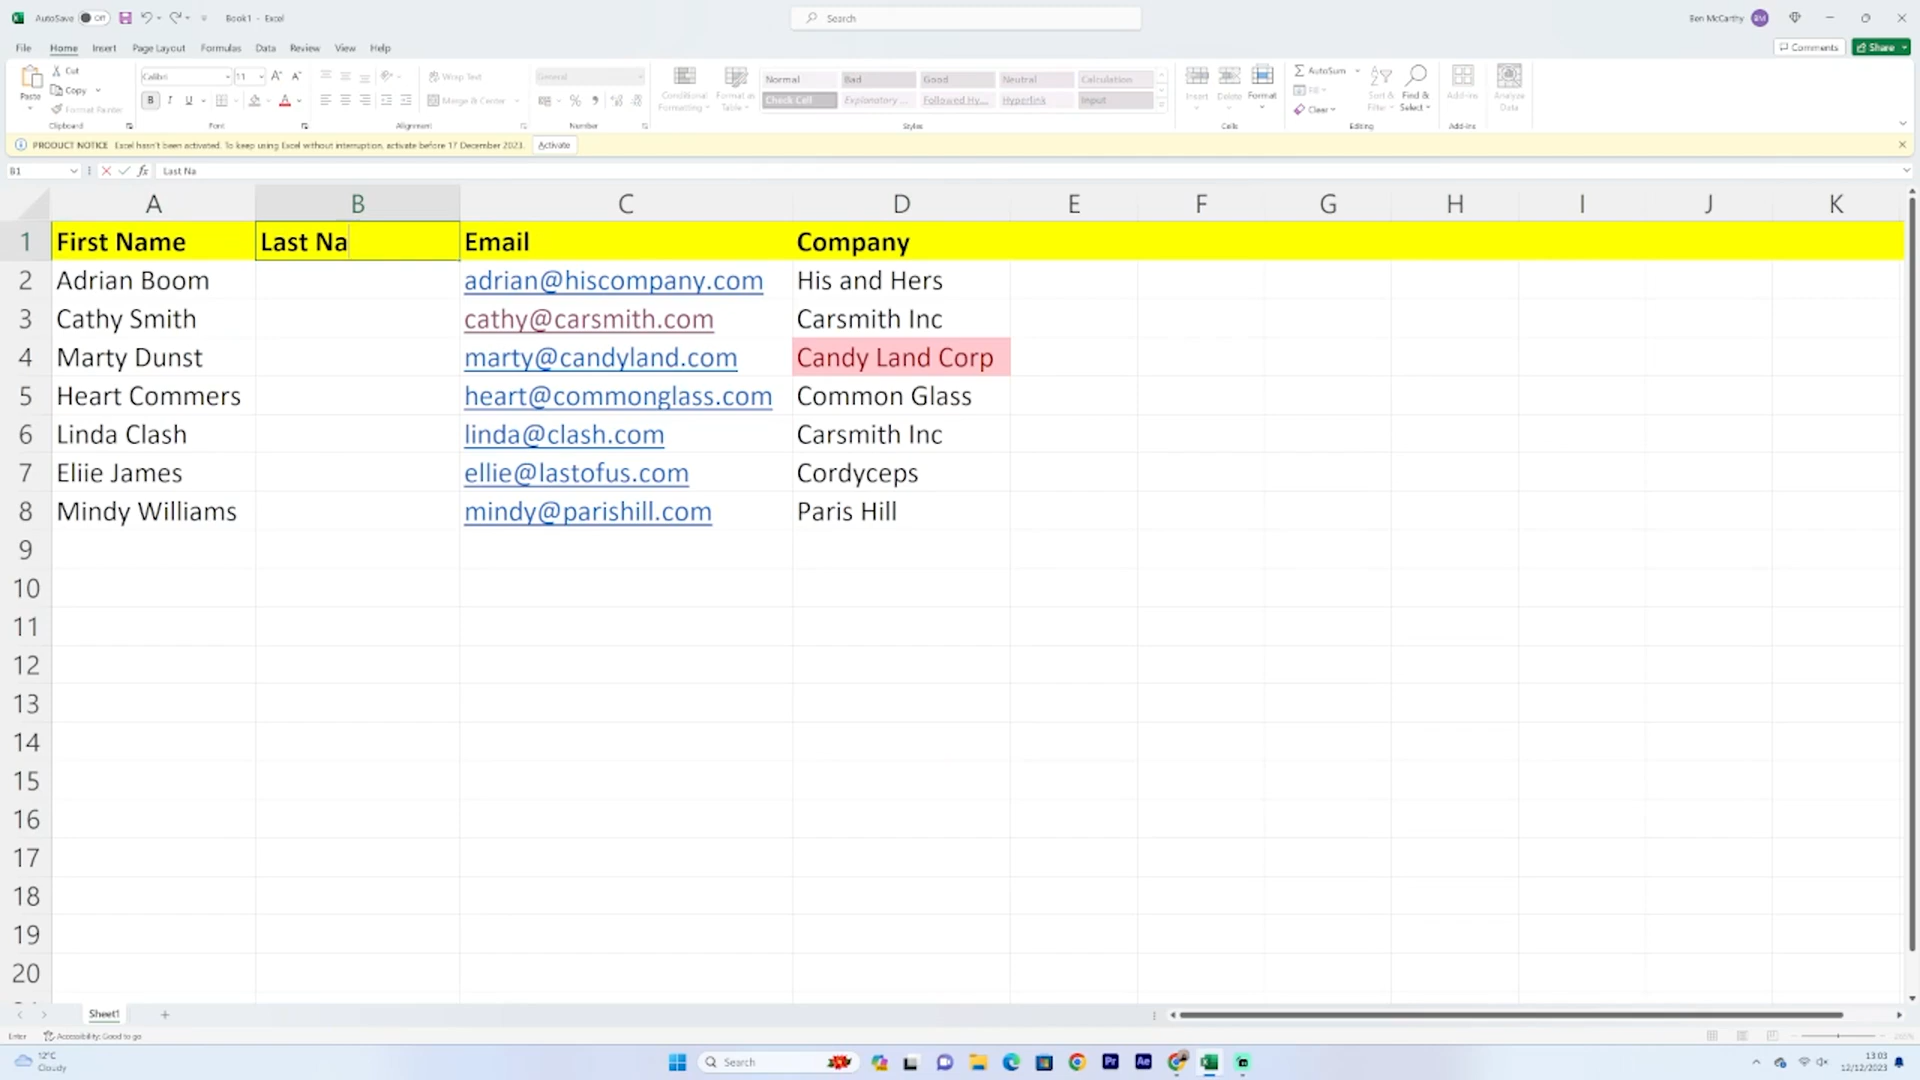 AutoSave Off Book1 - Excel Search Ben McCarthy BM
File Home Insert Page Layout Formulas Data Review View Help Comments Share
Paste Cut Copy Format Painter Clipboard
Calibri 11 B I U Font
Wrap Text Merge & Center Alignment
General % Number
Conditional Formatting Format as Table Normal Bad Good Neutral Calculation
Check Cell Explanatory ... Followed Hy... Hyperlink Input Styles
Insert Delete Format Cells
AutoSum Fill Clear Sort & Filter Find & Select Editing
Add-ins Add-ins Analyze Data
PRODUCT NOTICE Excel hasn't been activated. To keep using Excel without interruption, activate before 17 December 2023. Activate
B1 fx Last Na
A B C D E F G H I J K
1 First Name Last Na Email Company
2 Adrian Boom adrian@hiscompany.com His and Hers
3 Cathy Smith cathy@carsmith.com Carsmith Inc
4 Marty Dunst marty@candyland.com Candy Land Corp
5 Heart Commers heart@commonglass.com Common Glass
6 Linda Clash linda@clash.com Carsmith Inc
7 Eliie James ellie@lastofus.com Cordyceps
8 Mindy Williams mindy@parishill.com Paris Hill
9
10
11
12
13
14
15
16
17
18
19
20
Sheet1
Enter Accessibility: Good to go
12°C Cloudy Search Pr Ae 13:03
12/12/2023